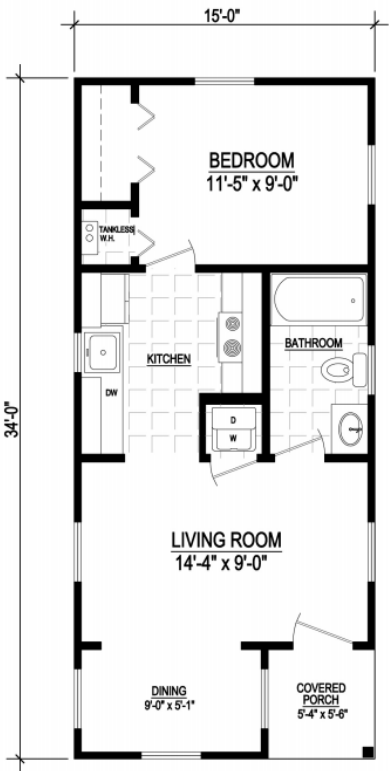 15'-0"
BEDROOM
11'-5" x 9'-0"
TANKLESS
W.H.
KITCHEN
BATHROOM
DW
34'-0"
D
W
LIVING ROOM
14'-4" x 9'-0"
DINING
9'-0" x 5'-1"
COVERED
PORCH
5'-4" x 5'-6"